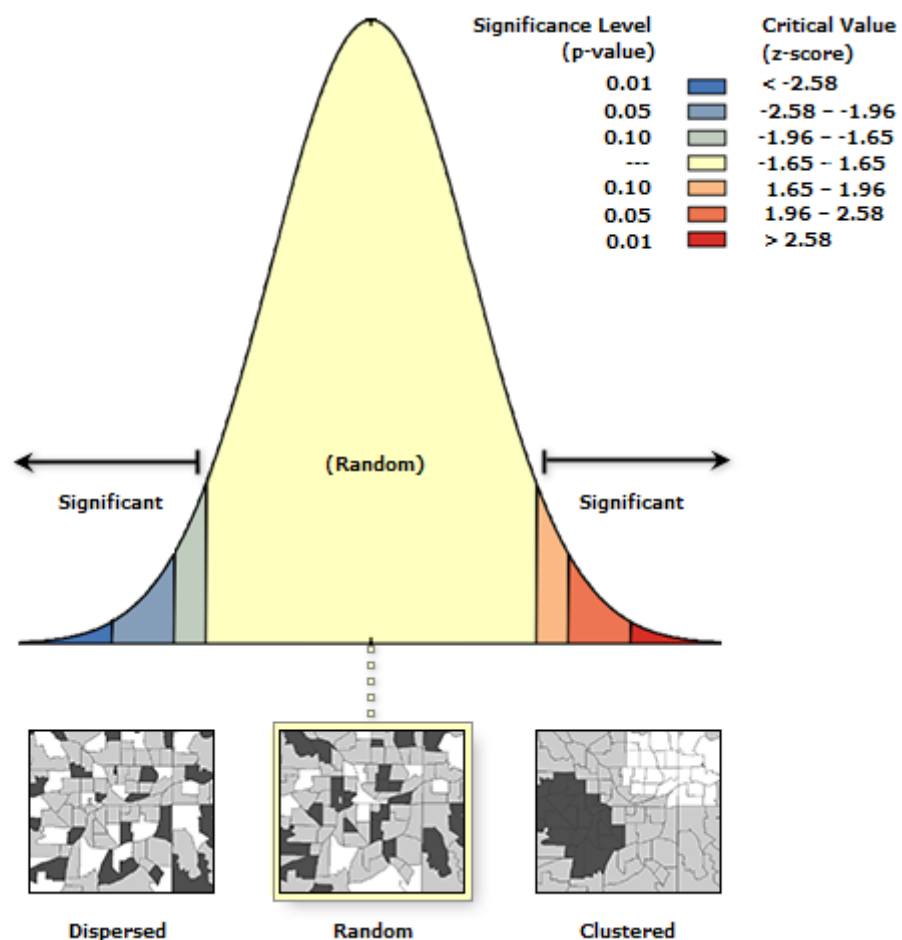 Significance Level
(p-value)
Critical Value
(z-score)
0.01 < -2.58
0.05 -2.58 – -1.96
0.10 -1.96 – -1.65
--- -1.65 – 1.65
0.10 1.65 – 1.96
0.05 1.96 – 2.58
0.01 > 2.58
(Random)
Significant
Significant
Dispersed
Random
Clustered